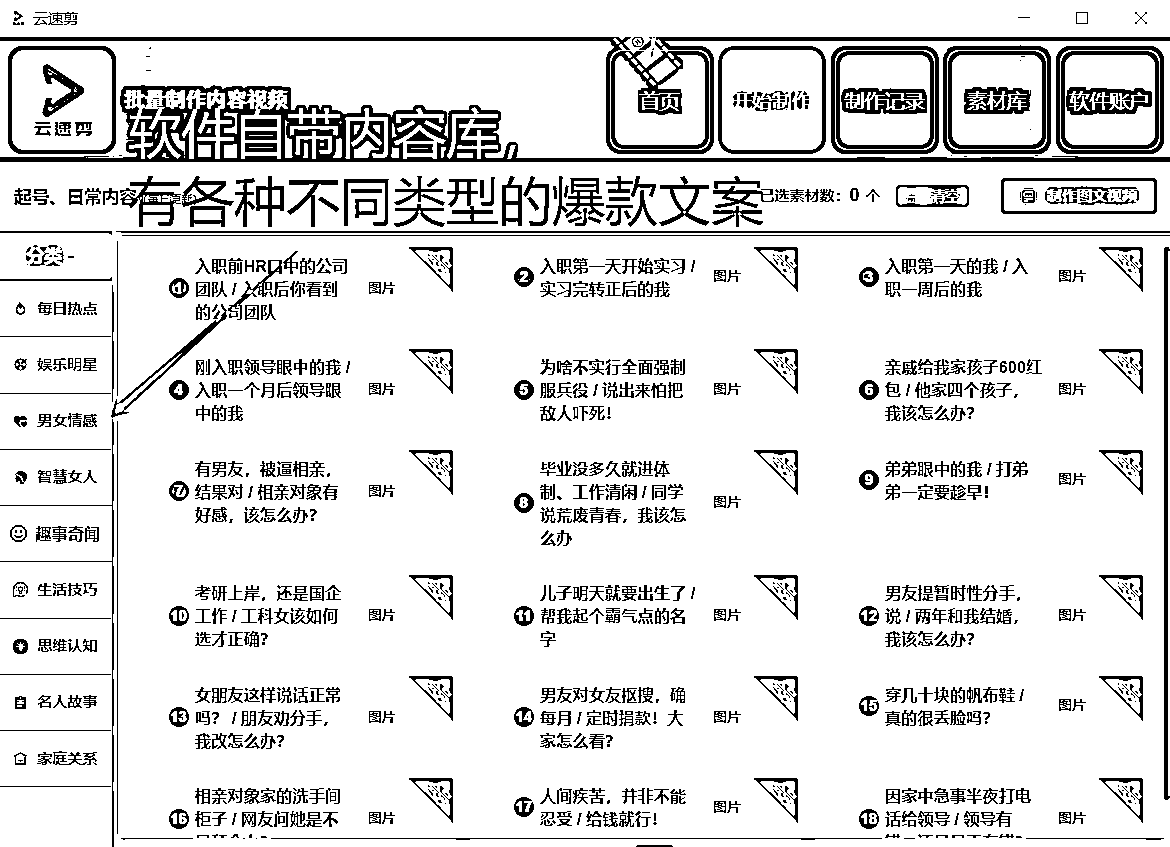 云速剪
云速剪
批量制作内容视频
软件自带内容库，
首页
开始制作
制作记录
素材库
软件账户
起号、日常内容
有各种不同类型的爆款文案
已选素材数：0 个
清空
制作图文视频
分类 -
每日热点
娱乐明星
男女情感
智慧女人
趣事奇闻
生活技巧
思维认知
名人故事
家庭关系
1
入职前HR口中的公司
团队 / 入职后你看到
的公司团队
图片
2
入职第一天开始实习 /
实习完转正后的我
图片
3
入职第一天的我 / 入
职一周后的我
图片
4
刚入职领导眼中的我 /
入职一个月后领导眼
中的我
图片
5
为啥不实行全面强制
服兵役 / 说出来怕把
敌人吓死！
图片
6
亲戚给我家孩子600红
包 / 他家四个孩子，
我该怎么办？
图片
7
有男友，被逼相亲，
结果对 / 相亲对象有
好感，该怎么办？
图片
8
毕业没多久就进体
制、工作清闲 / 同学
说荒废青春，我该怎
么办
图片
9
弟弟眼中的我 / 打弟
弟一定要趁早！
图片
10
考研上岸，还是国企
工作 / 工科女该如何
选才正确？
图片
11
儿子明天就要出生了 /
帮我起个霸气点的名
字
图片
12
男友提暂时性分手，
说 / 两年和我结婚，
我该怎么办？
图片
13
女朋友这样说话正常
吗？ / 朋友劝分手，
我改怎么办？
图片
14
男友对女友抠搜，确
每月 / 定时捐款！大
家怎么看？
图片
15
穿几十块的帆布鞋 /
真的很丢脸吗？
图片
16
相亲对象家的洗手间
柜子 / 网友问她是不
图片
17
人间疾苦，并非不能
忍受 / 给钱就行！
图片
18
因家中急事半夜打电
话给领导 / 领导有
图片